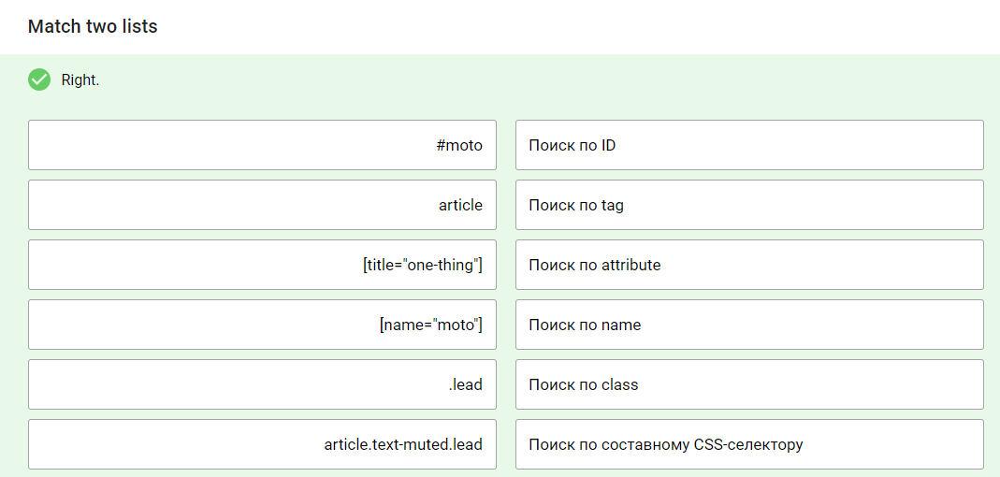 Match two lists
Right.
#moto
Поиск по ID
article
Поиск по tag
[title="one-thing"]
Поиск по attribute
[name="moto"]
Поиск по name
.lead
Поиск по class
article.text-muted.lead
Поиск по составному CSS-селектору